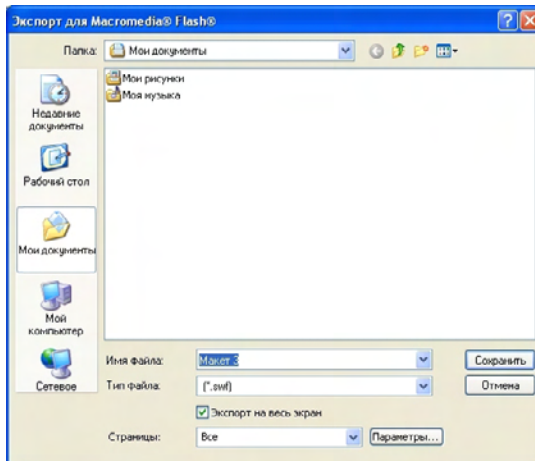 Экспорт для Macromedia® Flash®
Папка:
Мои документы
Мои рисунки
Моя музыка
Недавние
документы
Рабочий стол
Мои документы
Мой
компьютер
Сетевое
Имя файла:
Макет 3
Сохранить
Тип файла:
(*.swf)
Отмена
Экспорт на весь экран
Страницы:
Все
Параметры...